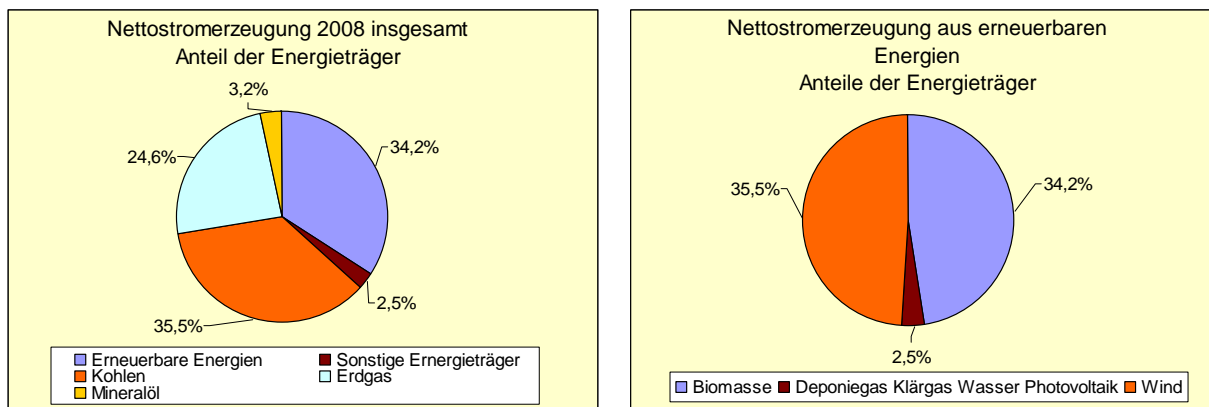 Nettostromerzeugung 2008 insgesamt
Anteil der Energieträger
3,2%
24,6%
34,2%
2,5%
35,5%
Erneuerbare Energien
Sonstige Ernergieträger
Kohlen
Erdgas
Mineralöl
Nettostromerzeugung aus erneuerbaren
Energien
Anteile der Energieträger
35,5%
34,2%
2,5%
Biomasse Deponiegas Klärgas Wasser Photovoltaik Wind